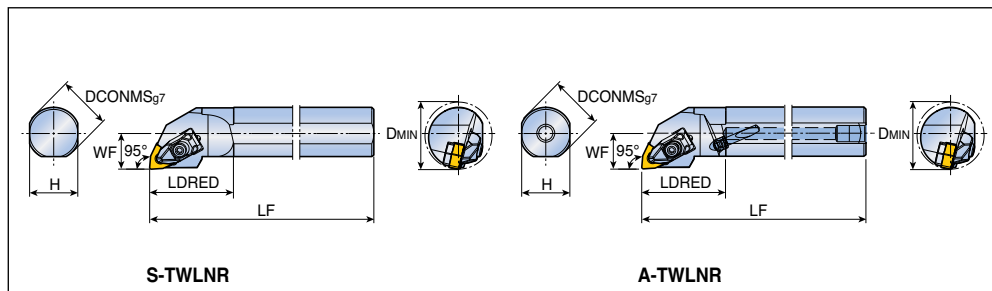 DCONMSg7
WF
95°
H
LDRED
LF
DMIN
S-TWLNR
DCONMSg7
WF
95°
H
LDRED
LF
DMIN
A-TWLNR